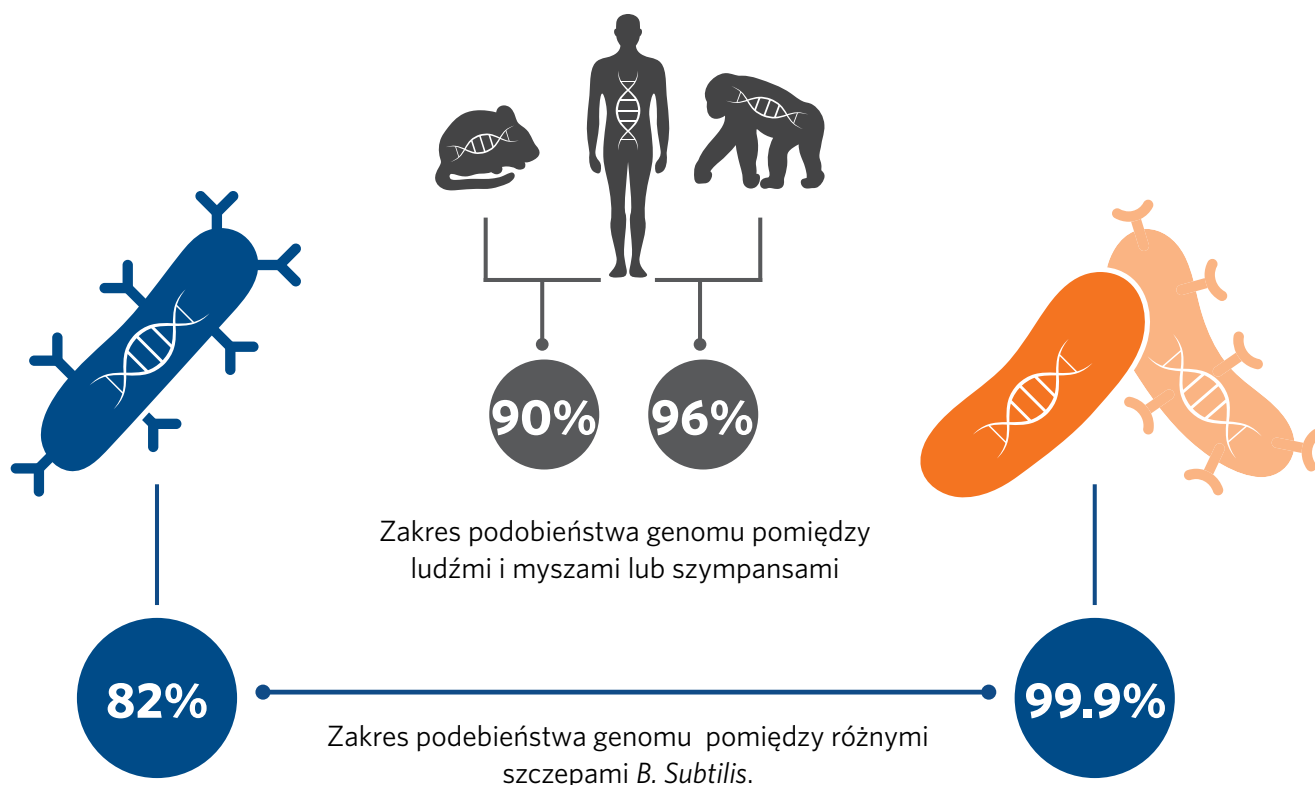 90%
96%
Zakres podobieństwa genomu pomiędzy
ludźmi i myszami lub szympansami
82%
99.9%
Zakres podebieństwa genomu  pomiędzy różnymi
szczepami B. Subtilis.